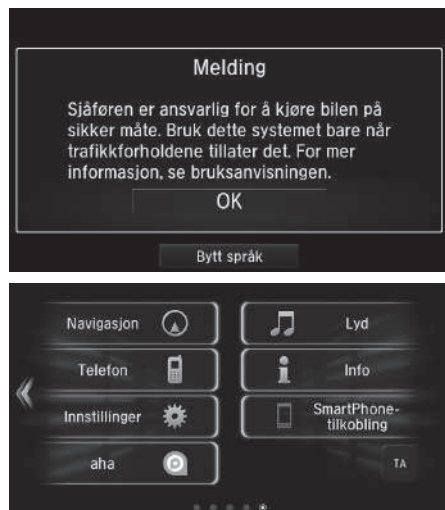 Melding
Sjåføren er ansvarlig for å kjøre bilen på
sikker måte. Bruk dette systemet bare når
trafikkforholdene tillater det. For mer
informasjon, se bruksanvisningen.
OK
Bytt språk
Navigasjon
Lyd
Telefon
Info
Innstillinger
SmartPhone-
tilkobling
aha
TA